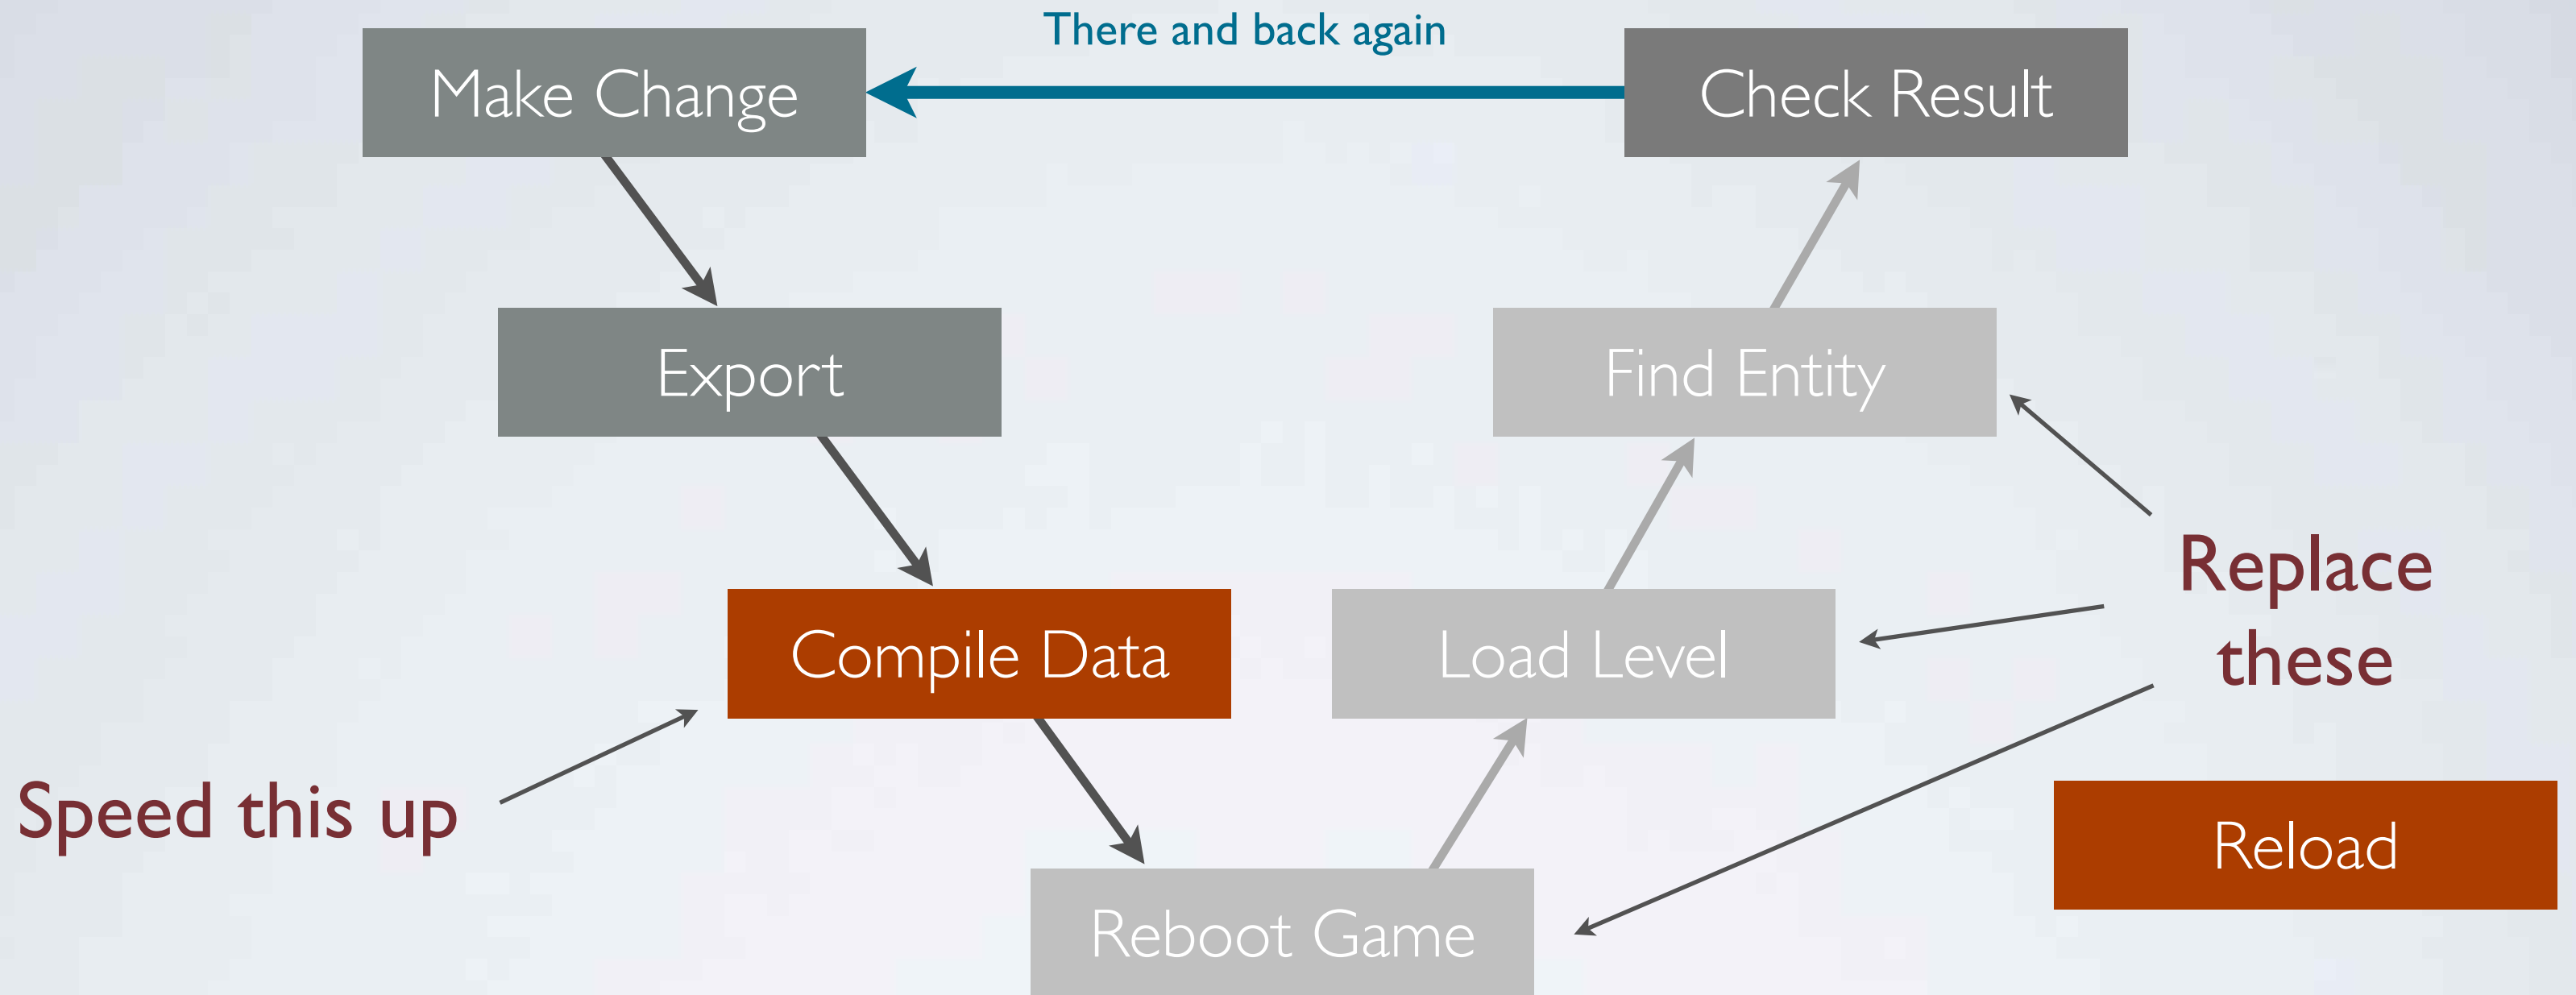 There and back again
Make Change
Check Result
Export
Find Entity
Compile Data
Load Level
Replace
these
Speed this up
Reload
Reboot Game